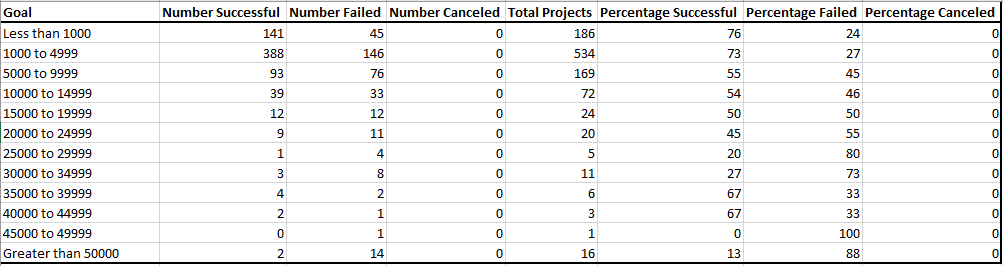 Goal Number Successful Number Failed Number Canceled Total Projects Percentage Successful Percentage Failed Percentage Canceled
Less than 1000 141 45 0 186 76 24 0
1000 to 4999 388 146 0 534 73 27 0
5000 to 9999 93 76 0 169 55 45 0
10000 to 14999 39 33 0 72 54 46 0
15000 to 19999 12 12 0 24 50 50 0
20000 to 24999 9 11 0 20 45 55 0
25000 to 29999 1 4 0 5 20 80 0
30000 to 34999 3 8 0 11 27 73 0
35000 to 39999 4 2 0 6 67 33 0
40000 to 44999 2 1 0 3 67 33 0
45000 to 49999 0 1 0 1 0 100 0
Greater than 50000 2 14 0 16 13 88 0